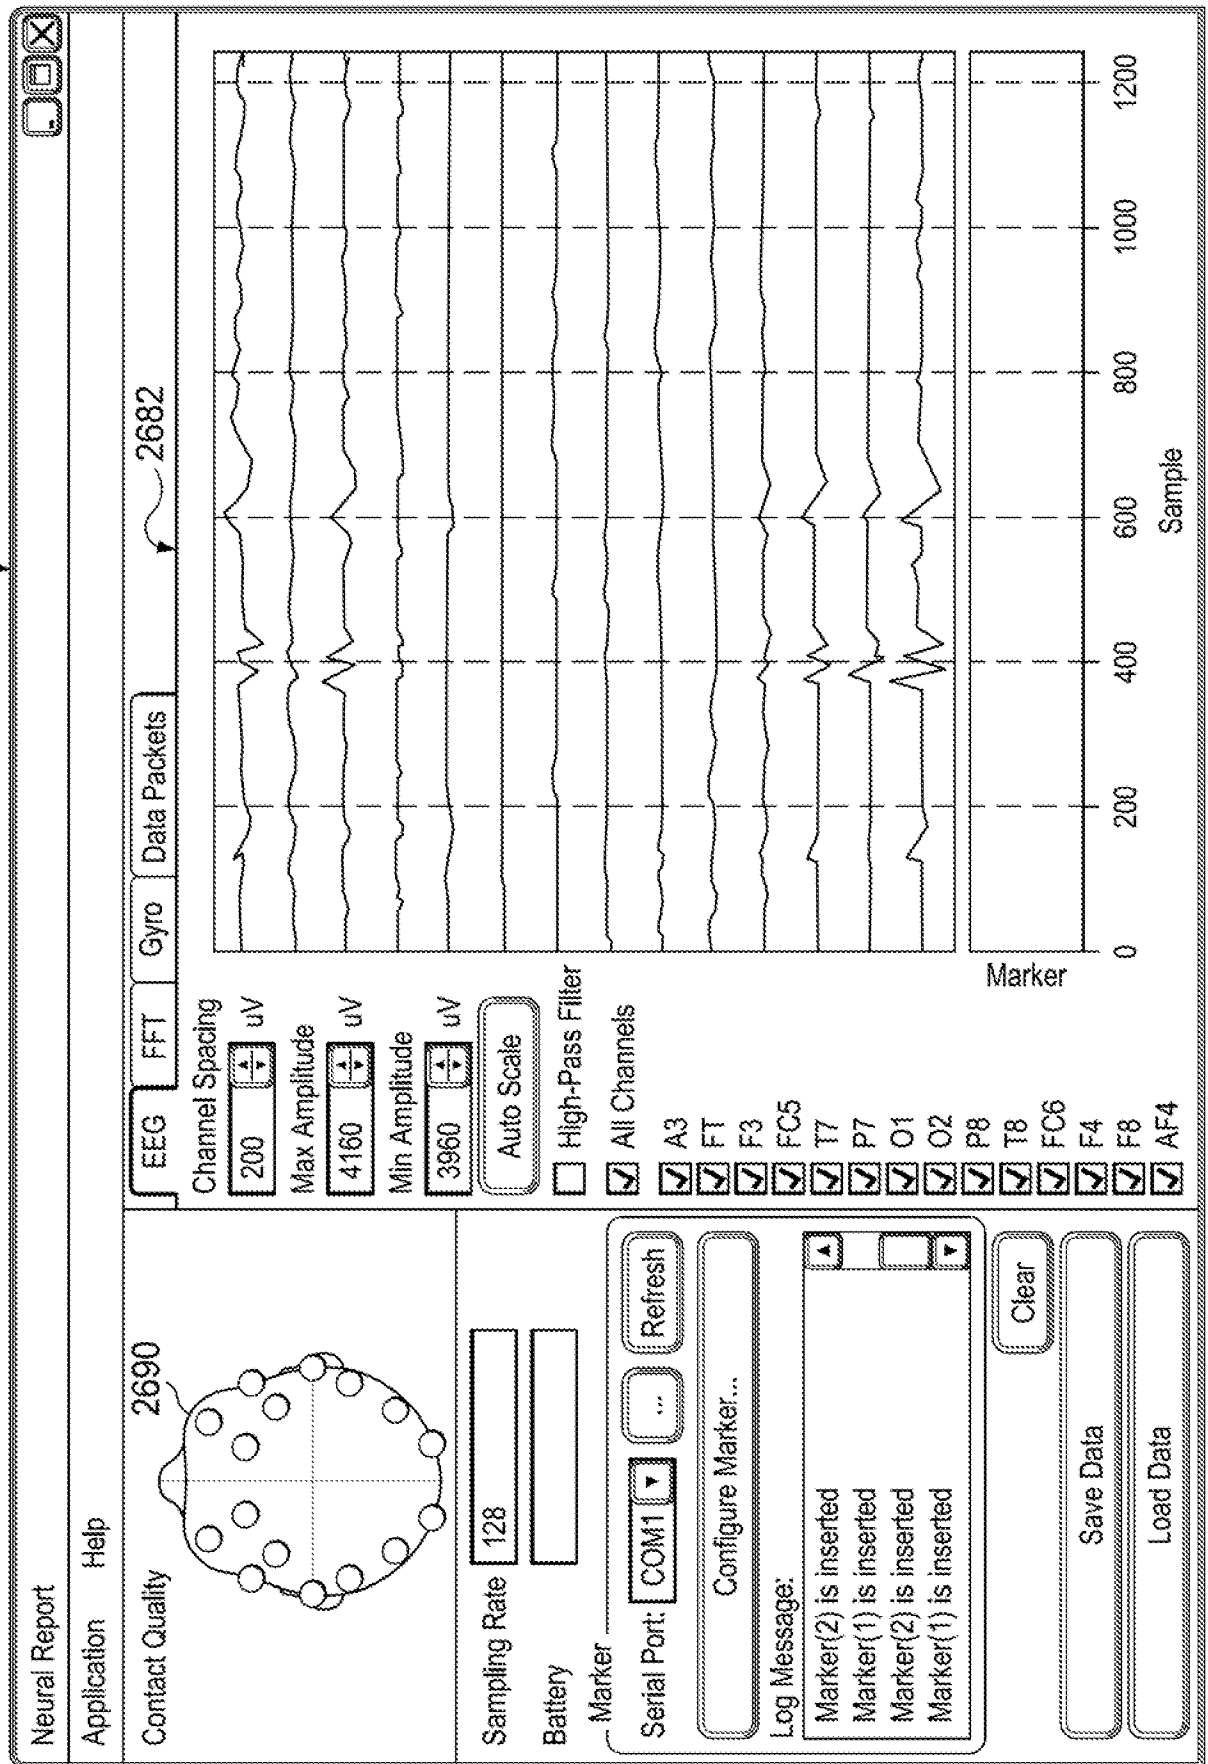 Neural Report
Application Help
Contact Quality
2690
Sampling Rate 128
Battery
Marker
Serial Port: COM1 ... Refresh
Configure Marker...
Log Message:
Marker(2) is inserted
Marker(1) is inserted
Marker(2) is inserted
Marker(1) is inserted
Clear
Save Data
Load Data
EEG FFT Gyro Data Packets
2682
Channel Spacing
200 uV
Max Amplitude
4160 uV
Min Amplitude
3960 uV
Auto Scale
High-Pass Filter
All Channels
A3
FT
F3
FC5
T7
P7
O1
O2
P8
T8
FC6
F4
F8
AF4
Marker
0 200 400 600 800 1000 1200
Sample